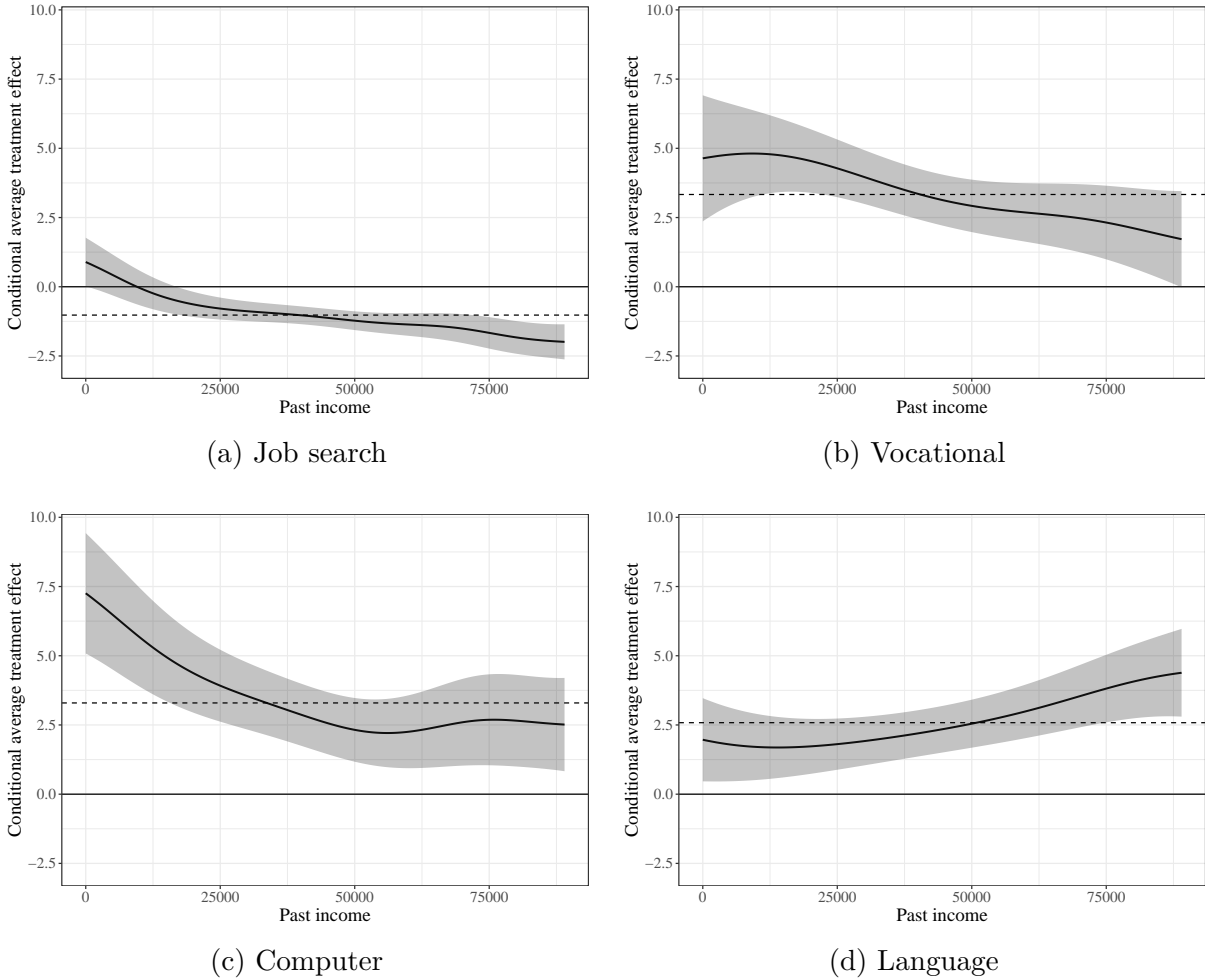 10.0
7.5
5.0
2.5
0.0
−2.5
Conditional average treatment effect
0 25000 50000 75000
Past income
(a) Job search
10.0
7.5
5.0
2.5
0.0
−2.5
Conditional average treatment effect
0 25000 50000 75000
Past income
(b) Vocational
10.0
7.5
5.0
2.5
0.0
−2.5
Conditional average treatment effect
0 25000 50000 75000
Past income
(c) Computer
10.0
7.5
5.0
2.5
0.0
−2.5
Conditional average treatment effect
0 25000 50000 75000
Past income
(d) Language